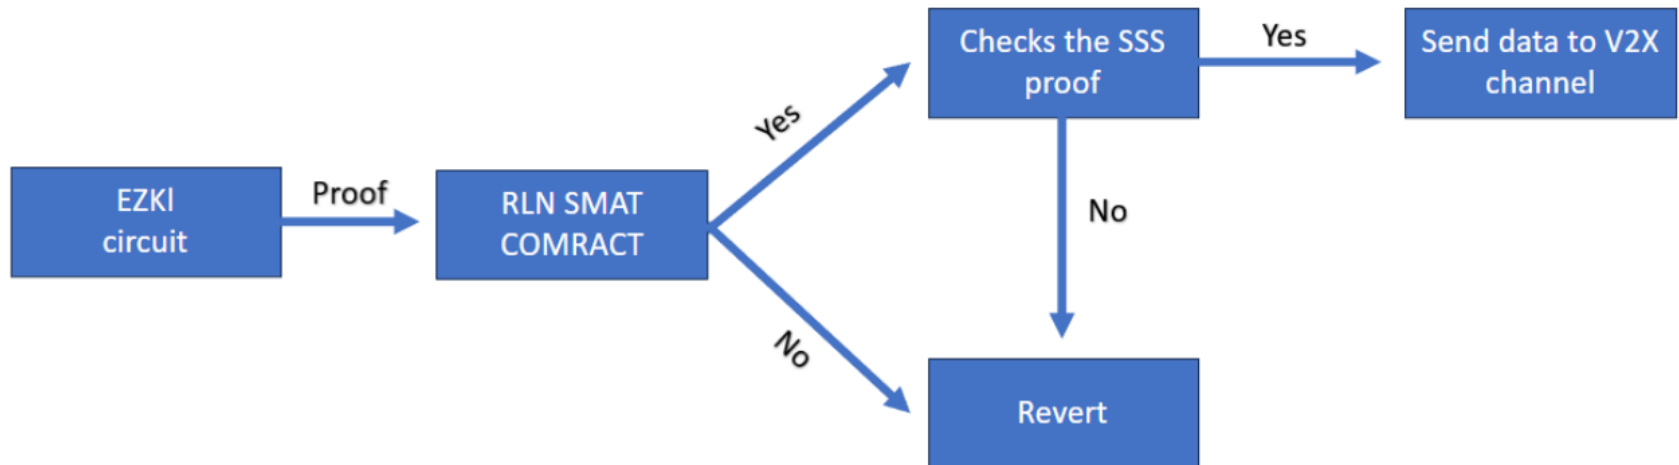 EZKl
circuit
Proof
RLN SMAT
COMRACT
Yes
No
Checks the SSS
proof
Yes
Send data to V2X
channel
No
Revert